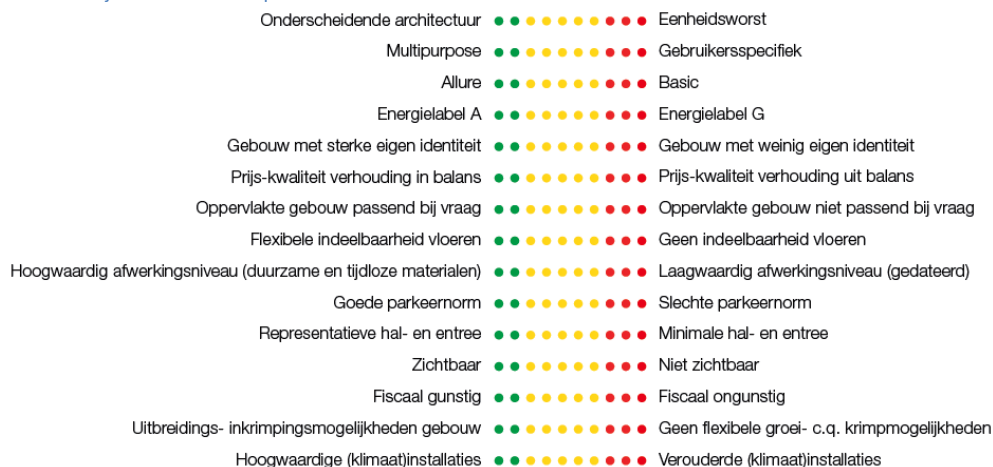 Onderscheidende architectuur Eenheidsworst
Multipurpose Gebruikersspecifiek
Allure Basic
Energielabel A Energielabel G
Gebouw met sterke eigen identiteit Gebouw met weinig eigen identiteit
Prijs-kwaliteit verhouding in balans Prijs-kwaliteit verhouding uit balans
Oppervlakte gebouw passend bij vraag Oppervlakte gebouw niet passend bij vraag
Flexibele indeelbaarheid vloeren Geen indeelbaarheid vloeren
Hoogwaardig afwerkingsniveau (duurzame en tijdloze materialen) Laagwaardig afwerkingsniveau (gedateerd)
Goede parkeernorm Slechte parkeernorm
Representatieve hal- en entree Minimale hal- en entree
Zichtbaar Niet zichtbaar
Fiscaal gunstig Fiscaal ongunstig
Uitbreidings- inkrimpingsmogelijkheden gebouw Geen flexibele groei- c.q. krimpmogelijkheden
Hoogwaardige (klimaat)installaties Verouderde (klimaat)installaties